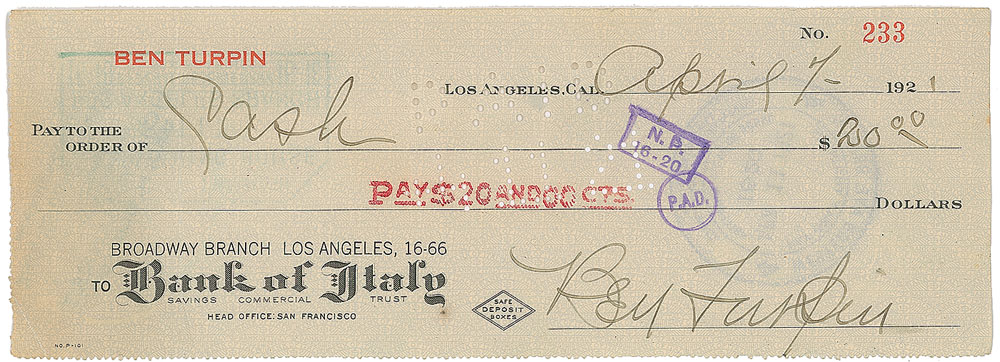 No. 233
BEN TURPIN
LOS ANGELES, CAL. April 7- 1921
PAY TO THE
ORDER OF Cash $20 00
PAY $20 AND 00 CTS.
DOLLARS
N. P.
16-20
P.A.D.
BROADWAY BRANCH LOS ANGELES, 16-66
TO Bank of Italy
SAVINGS COMMERCIAL TRUST
HEAD OFFICE: SAN FRANCISCO
SAFE
DEPOSIT
BOXES
Ben Turpin
NO. P-101